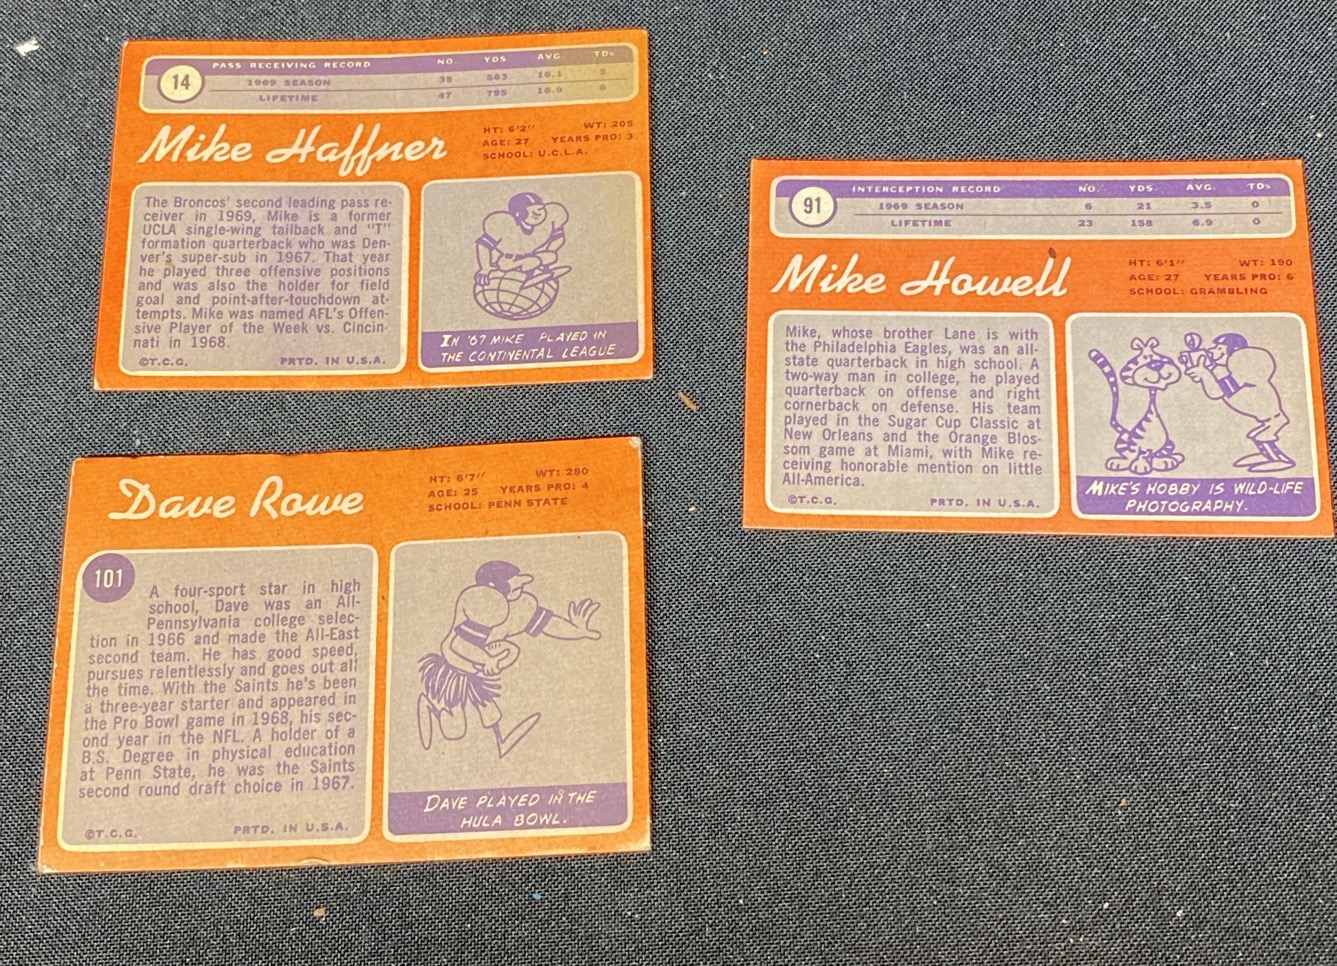 14
PASS RECEIVING RECORD NO. YDS AVG. TDs
1969 SEASON 35 563 16.1 5
LIFETIME 47 795 16.9 6
Mike Haffner
HT: 6'2" WT: 205
AGE: 27 YEARS PRO: 3
SCHOOL: U.C.L.A.
The Broncos' second leading pass re-
ceiver in 1969, Mike is a former
UCLA single-wing tailback and "T"
formation quarterback who was Den-
ver's super-sub in 1967. That year
he played three offensive positions
and was also the holder for field
goal and point-after-touchdown at-
tempts. Mike was named AFL's Offen-
sive Player of the Week vs. Cincin-
nati in 1968.
©T.C.G. PRTD. IN U.S.A.
IN '67 MIKE PLAYED IN
THE CONTINENTAL LEAGUE
91
INTERCEPTION RECORD NO. YDS. AVG. TDs
1969 SEASON 6 21 3.5 0
LIFETIME 23 158 6.9 0
Mike Howell
HT: 6'1" WT: 190
AGE: 27 YEARS PRO: 6
SCHOOL: GRAMBLING
Mike, whose brother Lane is with
the Philadelphia Eagles, was an all-
state quarterback in high school. A
two-way man in college, he played
quarterback on offense and right
cornerback on defense. His team
played in the Sugar Cup Classic at
New Orleans and the Orange Blos-
som game at Miami, with Mike re-
ceiving honorable mention on little
All-America.
©T.C.G. PRTD. IN U.S.A.
MIKE'S HOBBY IS WILD-LIFE
PHOTOGRAPHY.
Dave Rowe
HT: 6'7" WT: 280
AGE: 25 YEARS PRO: 4
SCHOOL: PENN STATE
101
A four-sport star in high
school, Dave was an All-
Pennsylvania college selec-
tion in 1966 and made the All-East
second team. He has good speed,
pursues relentlessly and goes out all
the time. With the Saints he's been
a three-year starter and appeared in
the Pro Bowl game in 1968, his sec-
ond year in the NFL. A holder of a
B.S. Degree in physical education
at Penn State, he was the Saints
second round draft choice in 1967.
©T.C.G. PRTD. IN U.S.A.
DAVE PLAYED IN THE
HULA BOWL.